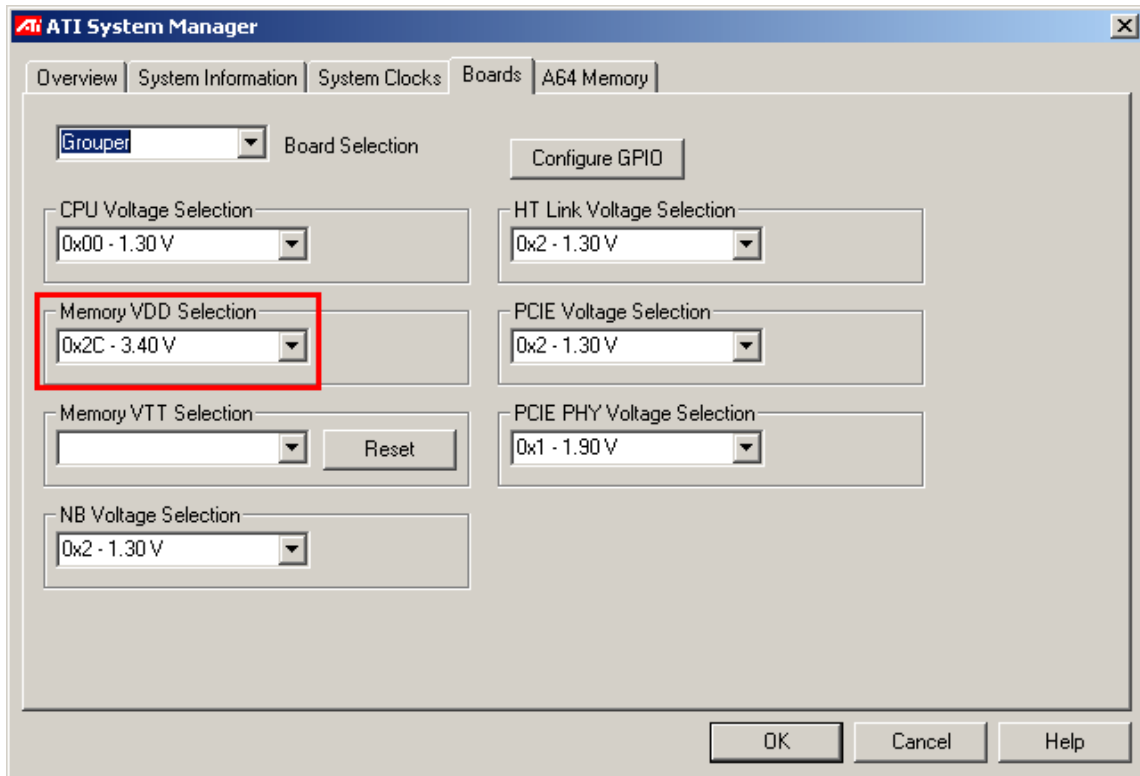 ATI ATI System Manager
Overview System Information System Clocks Boards A64 Memory
Grouper Board Selection Configure GPIO
CPU Voltage Selection HT Link Voltage Selection
0x00 - 1.30 V 0x2 - 1.30 V
Memory VDD Selection PCIE Voltage Selection
0x2C - 3.40 V 0x2 - 1.30 V
Memory VTT Selection PCIE PHY Voltage Selection
Reset 0x1 - 1.90 V
NB Voltage Selection
0x2 - 1.30 V
OK Cancel Help